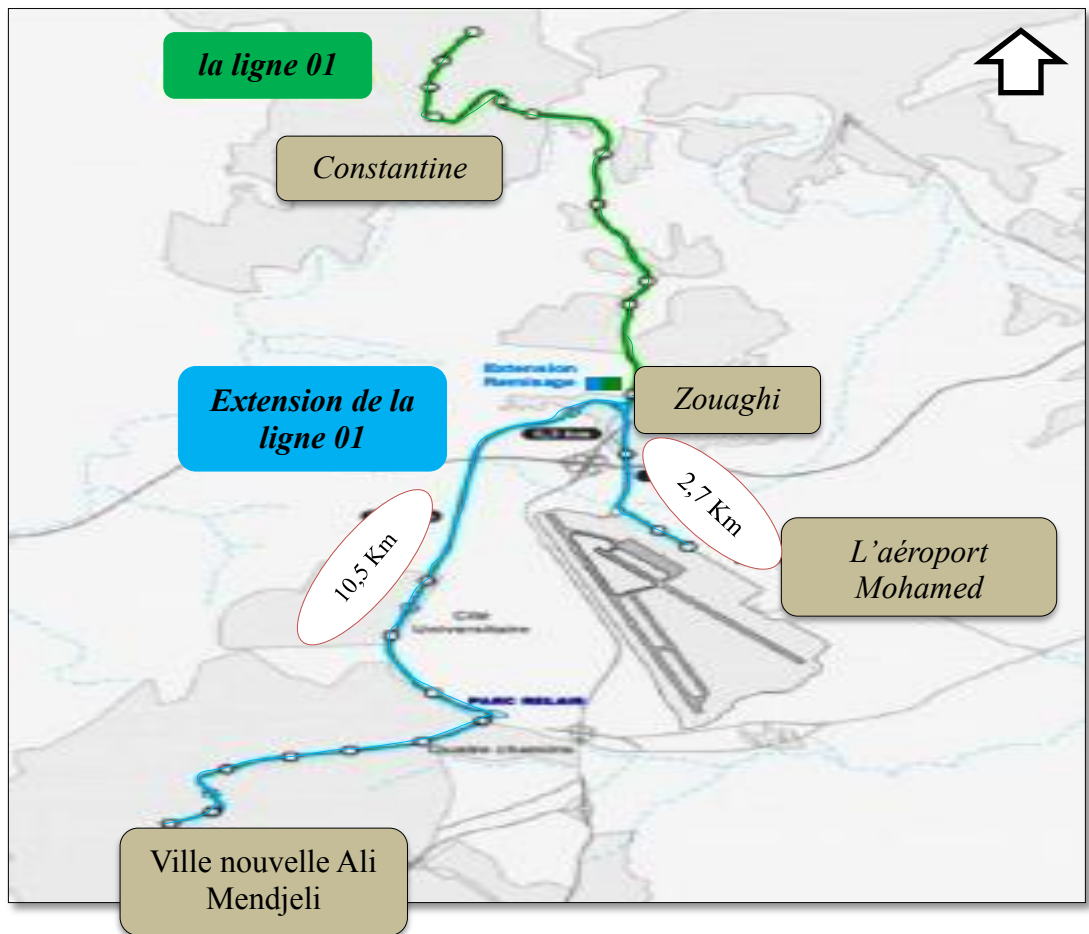 la ligne 01
Constantine
Extension
Remisage
Extension de la
ligne 01
Zouaghi
2,7 Km
10,5 Km
L’aéroport
Mohamed
Cité
Universitaire
PARC RELAIS
Quatre chemins
Ville nouvelle Ali
Mendjeli